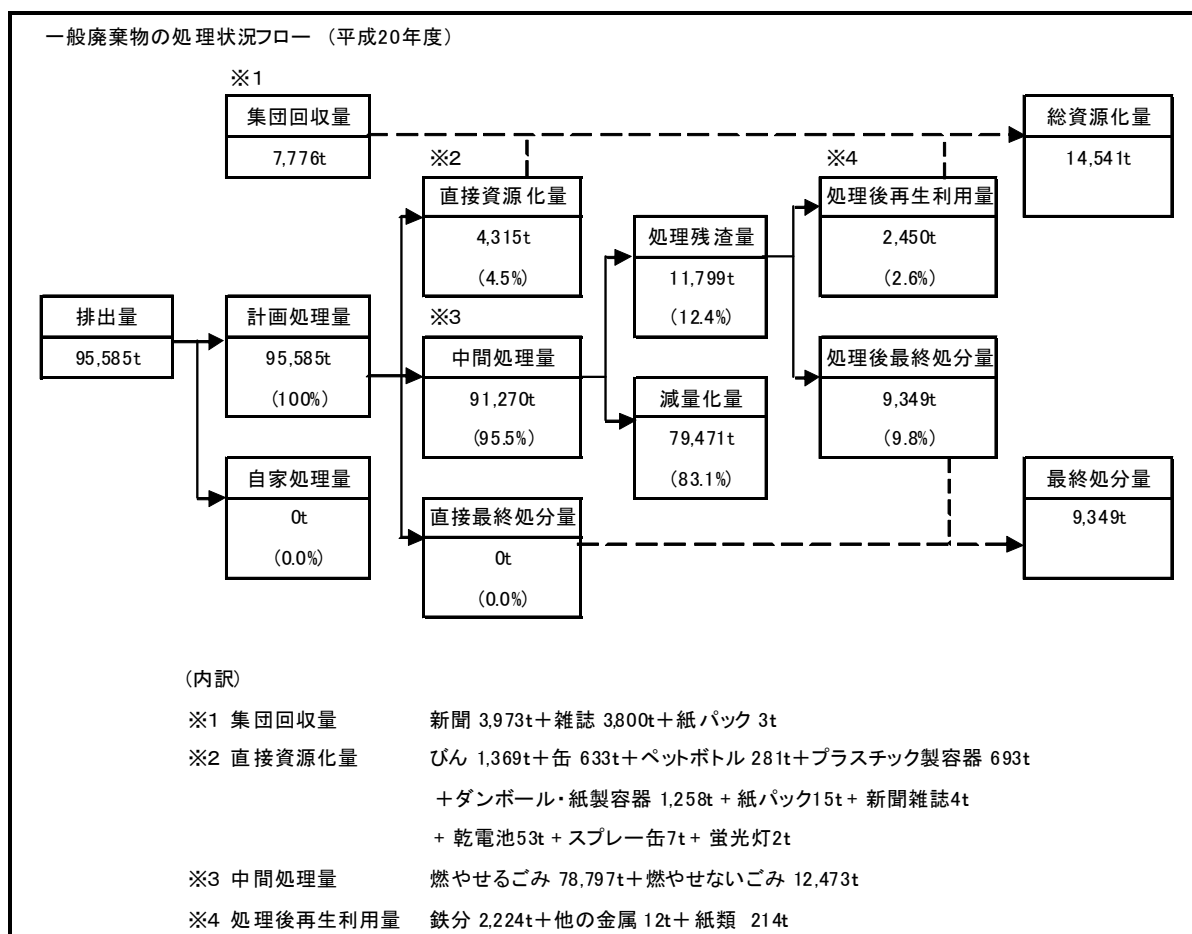 一般廃棄物の処理状況フロー (平成20年度)
※1
集団回収量
7,776t
総資源化量
14,541t
※2
直接資源化量
4,315t
(4.5%)
※4
処理後再生利用量
2,450t
(2.6%)
処理残渣量
11,799t
(12.4%)
排出量
95,585t
計画処理量
95,585t
(100%)
※3
中間処理量
91,270t
(95.5%)
減量化量
79,471t
(83.1%)
処理後最終処分量
9,349t
(9.8%)
自家処理量
0t
(0.0%)
直接最終処分量
0t
(0.0%)
最終処分量
9,349t
(内訳)
※1 集団回収量 新聞 3,973t+雑誌 3,800t+紙パック 3t
※2 直接資源化量 びん 1,369t+缶 633t+ペットボトル 281t+プラスチック製容器 693t
+ダンボール・紙製容器 1,258t + 紙パック15t + 新聞雑誌4t
+ 乾電池53t + スプレー缶7t + 蛍光灯2t
※3 中間処理量 燃やせるごみ 78,797t+燃やせないごみ 12,473t
※4 処理後再生利用量 鉄分 2,224t+他の金属 12t+紙類 214t